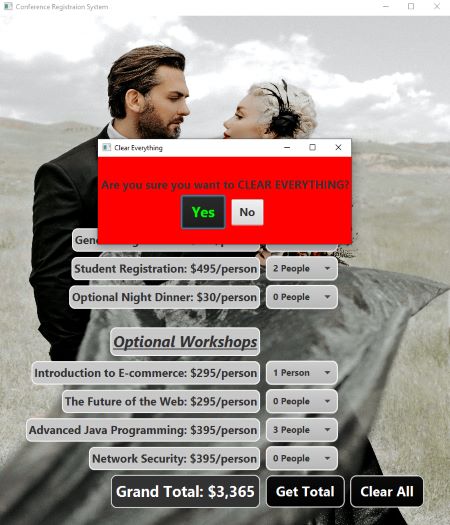 Conference Registraion System
Clear Everything
Are you sure you want to CLEAR EVERYTHING?
Yes
No
Student Registration: $495/person
2 People
Optional Night Dinner: $30/person
0 People
Optional Workshops
Introduction to E-commerce: $295/person
1 Person
The Future of the Web: $295/person
0 People
Advanced Java Programming: $395/person
3 People
Network Security: $395/person
0 People
Grand Total: $3,365
Get Total
Clear All